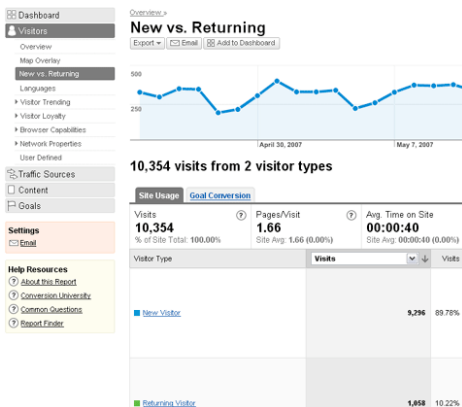 Dashboard
Visitors
Overview
Map Overlay
New vs. Returning
Languages
Visitor Trending
Visitor Loyalty
Browser Capabilities
Network Properties
User Defined
Traffic Sources
Content
Goals
Settings
Email
Help Resources
About this Report
Conversion University
Common Questions
Report Finder
Overview »
New vs. Returning
Export Email Add to Dashboard
500
250
April 30, 2007 May 7, 2007
10,354 visits from 2 visitor types
Site Usage Goal Conversion
Visits Pages/Visit Avg. Time on Site
10,354 1.66 00:00:40
% of Site Total: 100.00% Site Avg: 1.66 (0.00%) Site Avg: 00:00:40 (0.00%)
Visitor Type Visits Visits
New Visitor 9,296 89.78%
Returning Visitor 1,058 10.22%